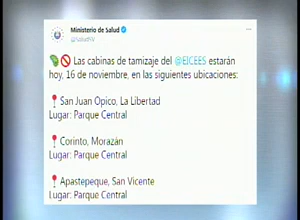 Ministerio de Salud
@SaludSV
Las cabinas de tamizaje del @EICEES estarán
hoy, 16 de noviembre, en las siguientes ubicaciones:
San Juan Opico, La Libertad
Lugar: Parque Central
Corinto, Morazán
Lugar: Parque Central
Apastepeque, San Vicente
Lugar: Parque Central